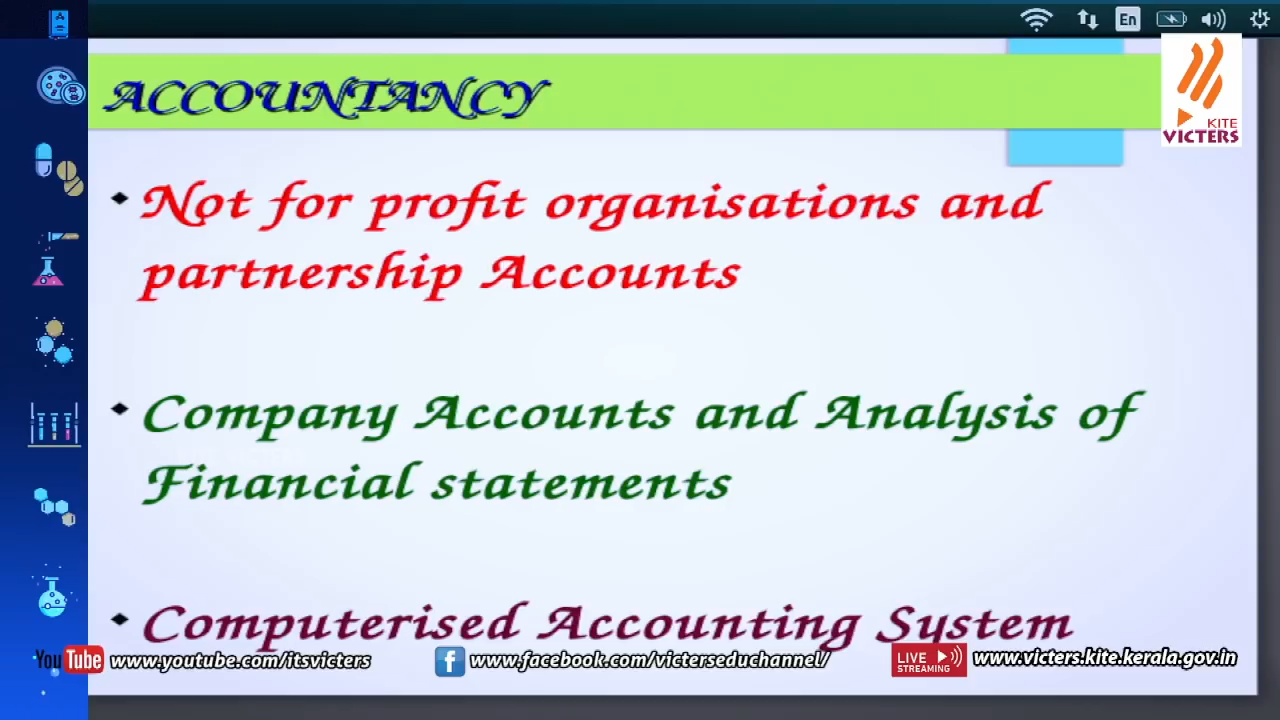 En
ACCOUNTANCY
KITE
VICTERS
Not for profit organisations and
partnership Accounts
Company Accounts and Analysis of
Financial statements
Computerised Accounting System
YouTube www.youtube.com/itsvicters
f www.facebook.com/victerseduchannel/
LIVE STREAMING www.victers.kite.kerala.gov.in